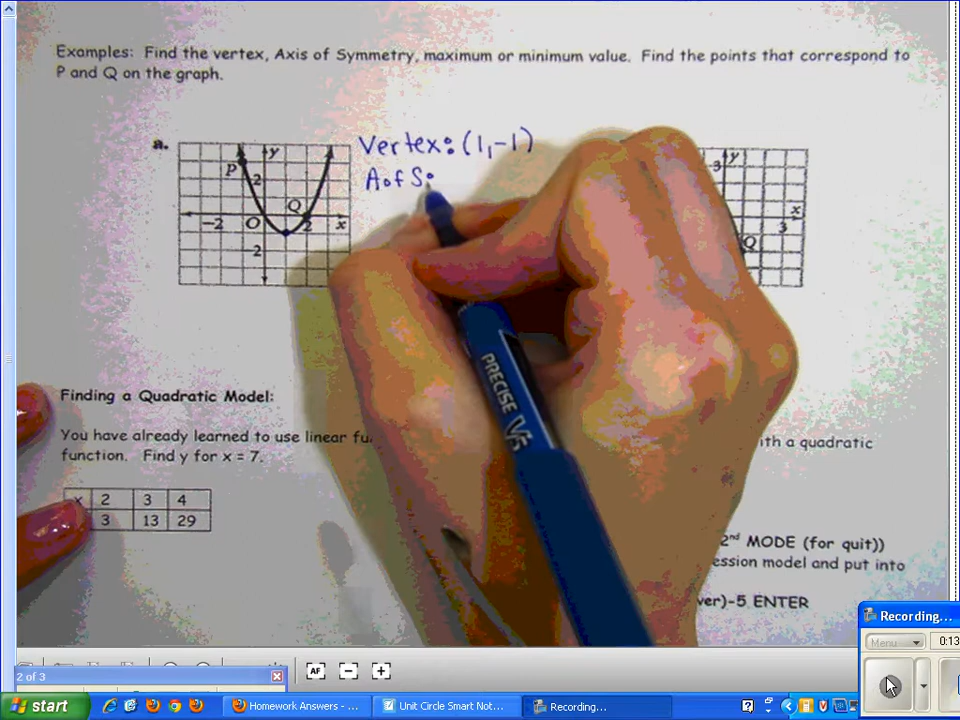 Examples: Find the vertex, Axis of Symmetry, maximum or minimum value. Find the points that correspond to
P and Q on the graph.
a.
Vertex: (1,-1)
A of S:
y
P
2
Q
-2
O
2
x
2
y
3
x
3
Q
Finding a Quadratic Model:
You have already learned to use linear
with a quadratic
function. Find y for x = 7.
x 2 3 4
3 13 29
2nd MODE (for quit))
ession model and put into
ver)-5 ENTER
PRECISE V5
Recording...
Menu
0:13
AF
2 of 3
start
Homework Answers - ...
Unit Circle Smart Not...
Recording...